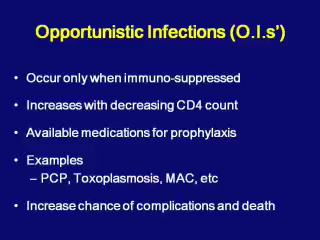 Opportunistic Infections (O.I.s')
• Occur only when immuno-suppressed
• Increases with decreasing CD4 count
• Available medications for prophylaxis
• Examples
– PCP, Toxoplasmosis, MAC, etc
• Increase chance of complications and death